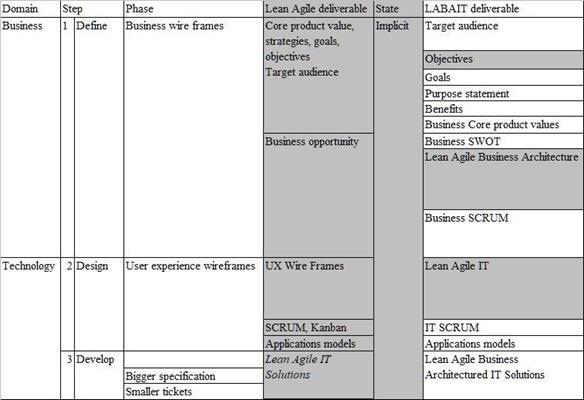 Domain Step Phase Lean Agile deliverable State LABAIT deliverable
Business 1 Define Business wire frames Core product value, Implicit Target audience
strategies, goals,
objectives Objectives
Target audience
Goals
Purpose statement
Benefits
Business Core product values
Business opportunity Business SWOT
Lean Agile Business Architecture
Business SCRUM
Technology 2 Design User experience wireframes UX Wire Frames Lean Agile IT
SCRUM, Kanban IT SCRUM
Applications models Applications models
3 Develop Lean Agile IT Lean Agile Business
Bigger specification Solutions Architectured IT Solutions
Smaller tickets